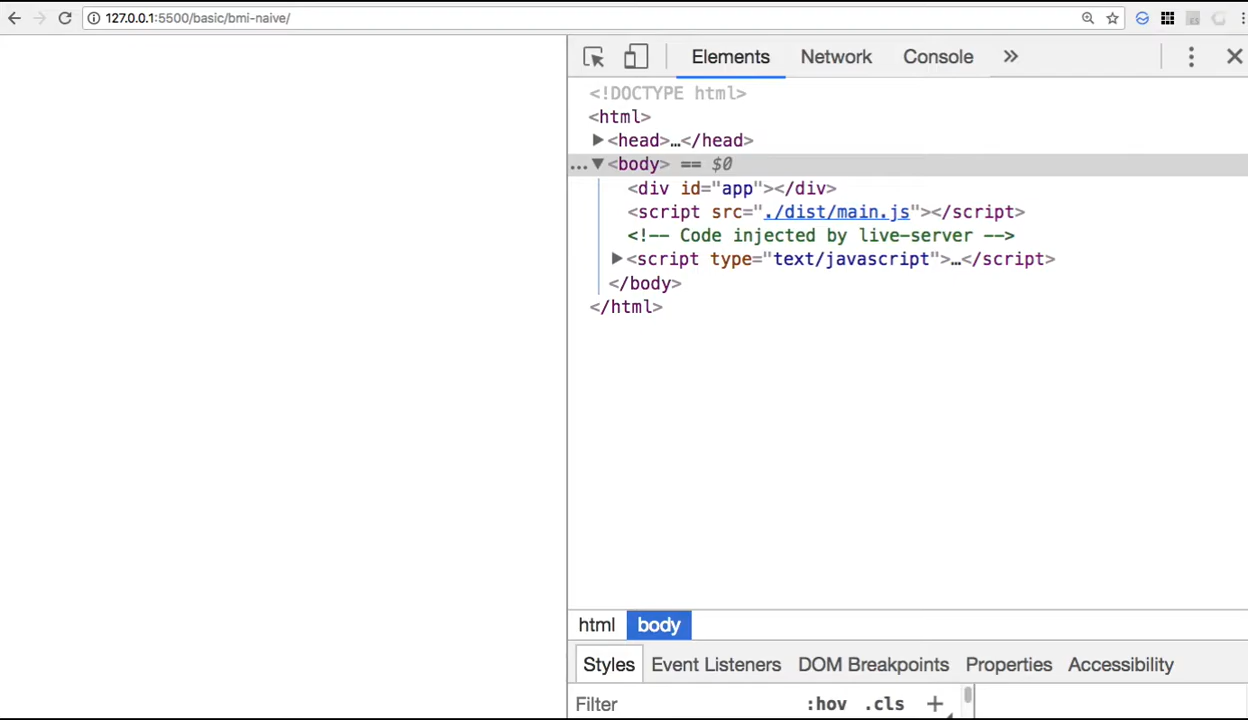 127.0.0.1:5500/basic/bmi-naive/
Elements Network Console »
<!DOCTYPE html>
<html>
▶<head>…</head>
… ▼<body> == $0
<div id="app"></div>
<script src="./dist/main.js"></script>
<!-- Code injected by live-server -->
▶<script type="text/javascript">…</script>
</body>
</html>
html body
Styles Event Listeners DOM Breakpoints Properties Accessibility
Filter :hov .cls +